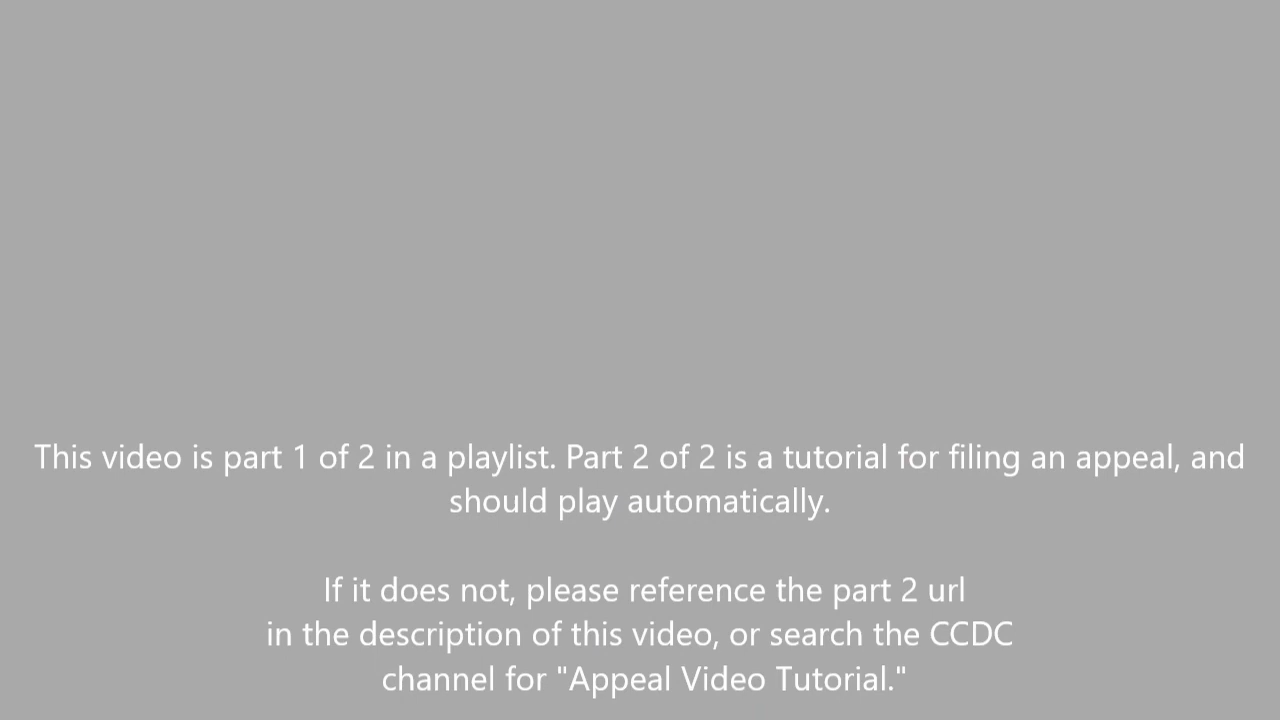 This video is part 1 of 2 in a playlist. Part 2 of 2 is a tutorial for filing an appeal, and
should play automatically.
If it does not, please reference the part 2 url
in the description of this video, or search the CCDC
channel for "Appeal Video Tutorial."